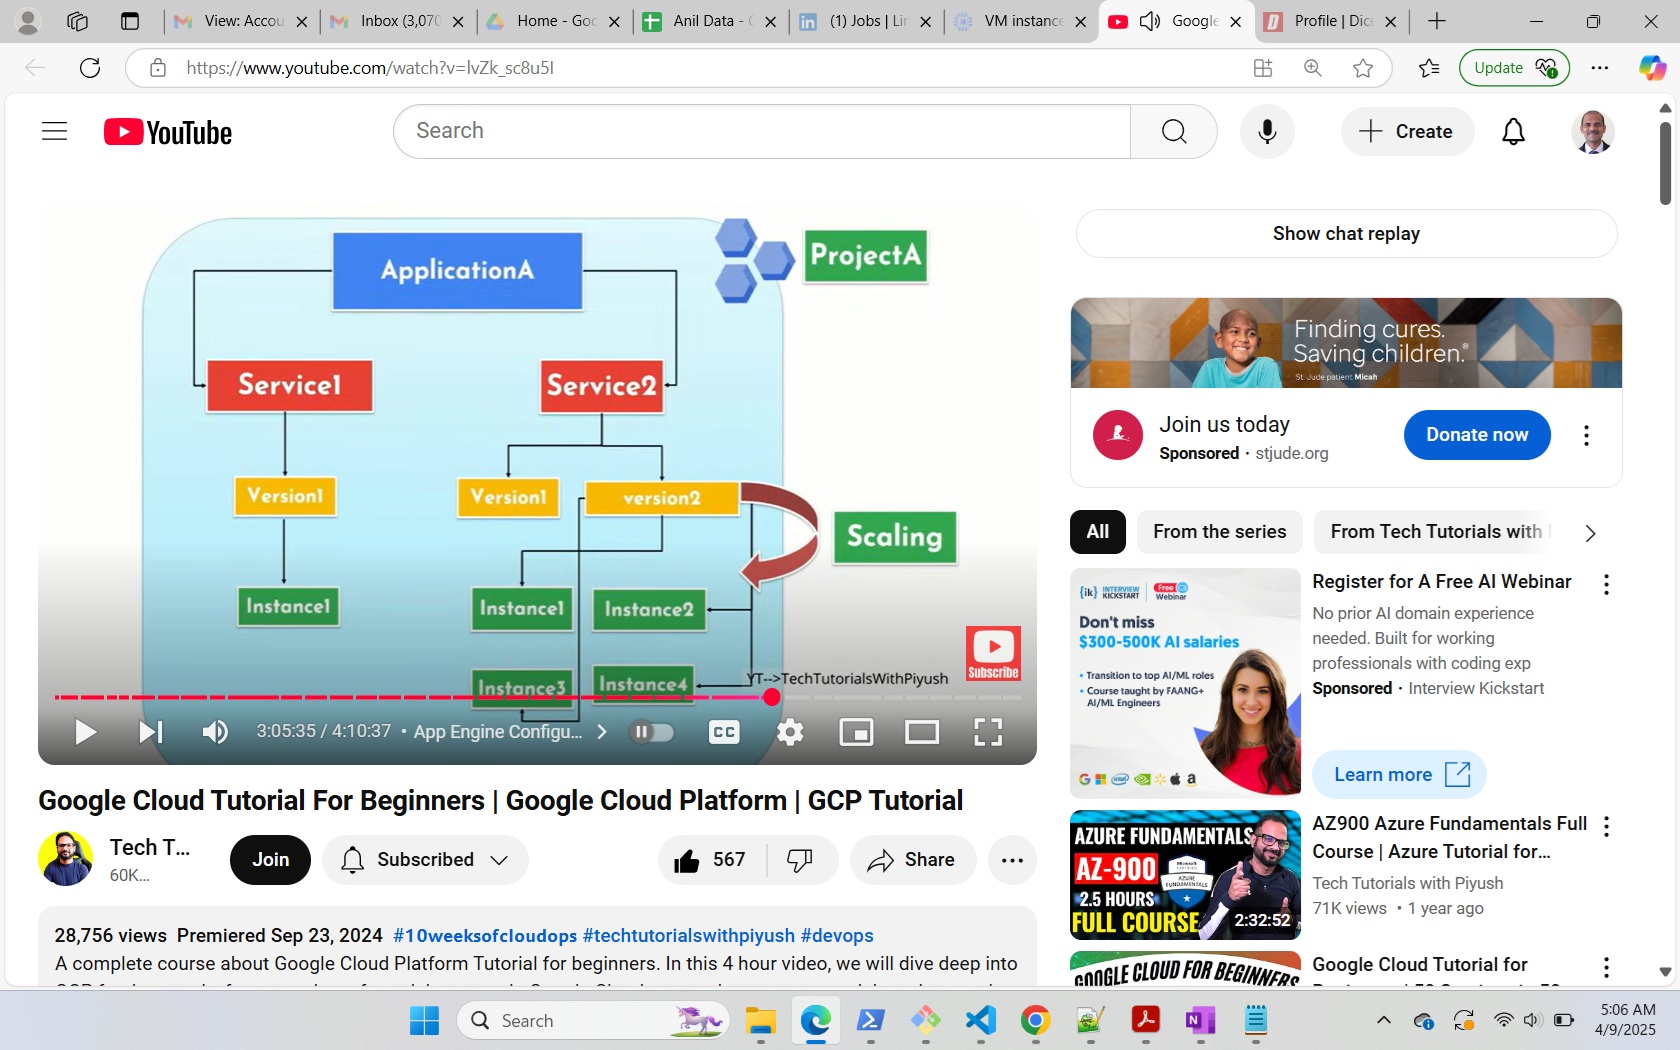 View: Accou
Inbox (3,070
Home - Goo
Anil Data - G
(1) Jobs | Lin
VM instance
Google
Profile | Dice
https://www.youtube.com/watch?v=lvZk_sc8u5I
Update
YouTube
Search
Create
ApplicationA
ProjectA
Service1
Service2
Version1
Version1
version2
Scaling
Instance1
Instance1
Instance2
Instance3
Instance4
YT-->TechTutorialsWithPiyush
Subscribe
3:05:35 / 4:10:37 • App Engine Configu...
CC
Google Cloud Tutorial For Beginners | Google Cloud Platform | GCP Tutorial
Tech T...
60K...
Join
Subscribed
567
Share
28,756 views Premiered Sep 23, 2024 #10weeksofcloudops #techtutorialswithpiyush #devops
A complete course about Google Cloud Platform Tutorial for beginners. In this 4 hour video, we will dive deep into
Show chat replay
Finding cures.
Saving children.®
St. Jude patient Micah
Join us today
Sponsored · stjude.org
Donate now
All
From the series
From Tech Tutorials with
{ik} INTERVIEW KICKSTART
Free Webinar
Don't miss
$300-500K AI salaries
• Transition to top AI/ML roles
• Course taught by FAANG+
AI/ML Engineers
Register for A Free AI Webinar
No prior AI domain experience
needed. Built for working
professionals with coding exp
Sponsored · Interview Kickstart
Learn more
AZURE FUNDAMENTALS
AZ-900
2.5 HOURS
FULL COURSE
Microsoft
CERTIFIED
AZURE
FUNDAMENTALS
2:32:52
AZ900 Azure Fundamentals Full
Course | Azure Tutorial for...
Tech Tutorials with Piyush
71K views • 1 year ago
GOOGLE CLOUD FOR BEGINNERS
Google Cloud Tutorial for
Search
5:06 AM
4/9/2025